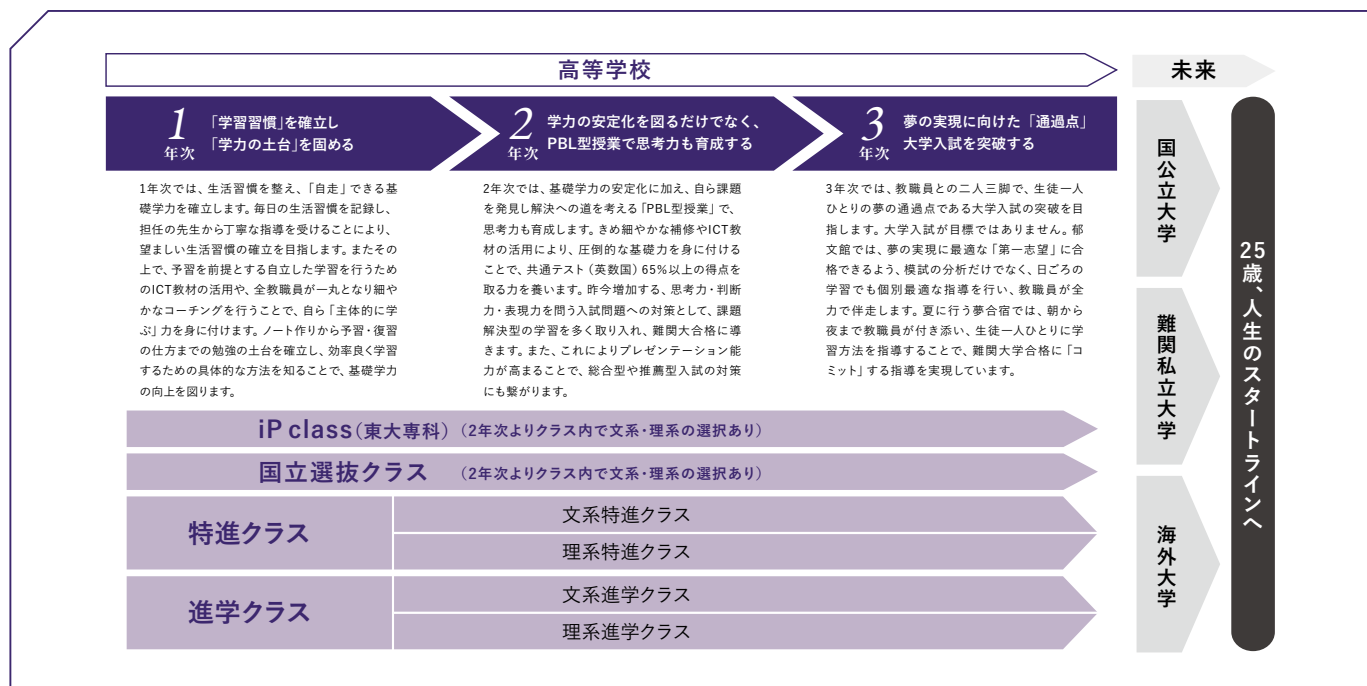 高等学校
未来
1
年次
「学習習慣」を確立し
「学力の土台」を固める
2
年次
学力の安定化を図るだけでなく、
PBL型授業で思考力も育成する
3
年次
夢の実現に向けた「通過点」
大学入試を突破する
1年次では、生活習慣を整え、「自走」できる基
礎学力を確立します。毎日の生活習慣を記録し、
担任の先生から丁寧な指導を受けることにより、
望ましい生活習慣の確立を目指します。またその
上で、予習を前提とする自立した学習を行うため
のICT教材の活用や、全教職員が一丸となり細や
かなコーチングを行うことで、自ら「主体的に学
ぶ」力を身に付けます。ノート作りから予習・復習
の仕方までの勉強の土台を確立し、効率良く学習
するための具体的な方法を知ることで、基礎学力
の向上を図ります。
2年次では、基礎学力の安定化に加え、自ら課題
を発見し解決への道を考える「PBL型授業」で、
思考力も育成します。きめ細やかな補修やICT教
材の活用により、圧倒的な基礎力を身に付ける
ことで、共通テスト（英数国）65%以上の得点を
取る力を養います。昨今増加する、思考力・判断
力・表現力を問う入試問題への対策として、課題
解決型の学習を多く取り入れ、難関大合格に導
きます。また、これによりプレゼンテーション能
力が高まることで、総合型や推薦型入試の対策
にも繋がります。
3年次では、教職員との二人三脚で、生徒一人
ひとりの夢の通過点である大学入試の突破を目
指します。大学入試が目標ではありません。郁
文館では、夢の実現に最適な「第一志望」に合
格できるよう、模試の分析だけでなく、日ごろの
学習でも個別最適な指導を行い、教職員が全
力で伴走します。夏に行う夢合宿では、朝から
夜まで教職員が付き添い、生徒一人ひとりに学
習方法を指導することで、難関大学合格に「コ
ミット」する指導を実現しています。
iP class（東大専科）（2年次よりクラス内で文系・理系の選択あり）
国立選抜クラス （2年次よりクラス内で文系・理系の選択あり）
特進クラス
文系特進クラス
理系特進クラス
進学クラス
文系進学クラス
理系進学クラス
国公立大学
難関私立大学
海外大学
25歳、人生のスタートラインへ